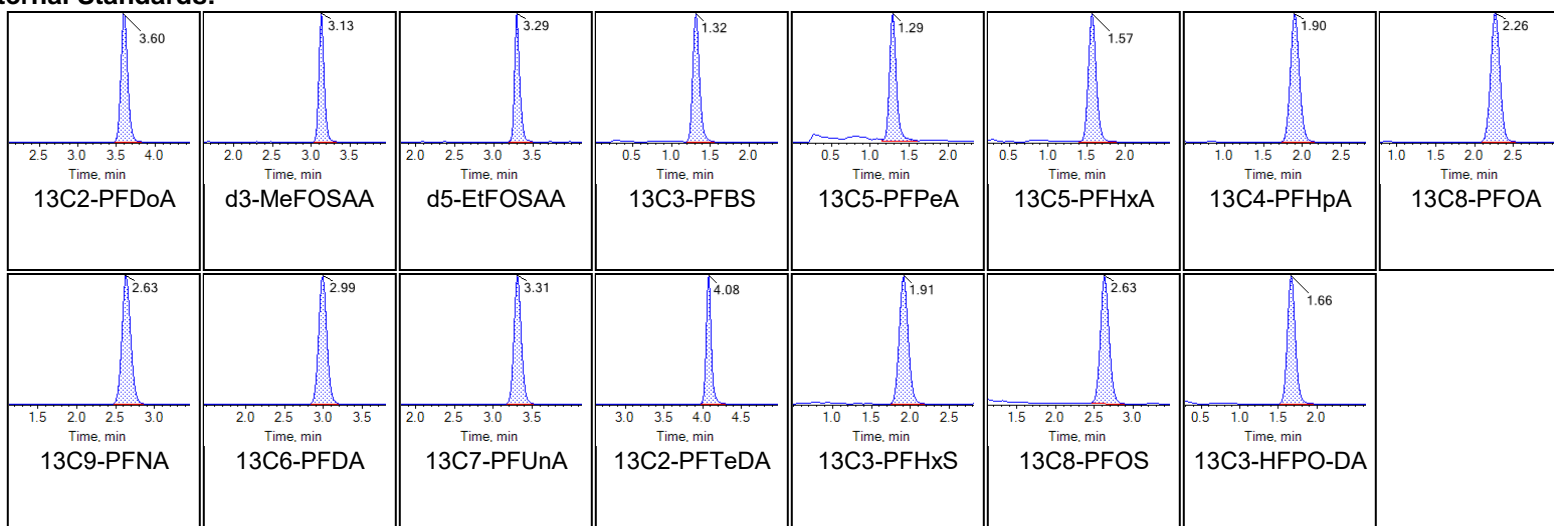 ternal Standards:
3.60
2.5 3.0 3.5 4.0
Time, min
13C2-PFDoA
3.13
2.0 2.5 3.0 3.5
Time, min
d3-MeFOSAA
3.29
2.0 2.5 3.0 3.5
Time, min
d5-EtFOSAA
1.32
0.5 1.0 1.5 2.0
Time, min
13C3-PFBS
1.29
0.5 1.0 1.5 2.0
Time, min
13C5-PFPeA
1.57
0.5 1.0 1.5 2.0
Time, min
13C5-PFHxA
1.90
1.0 1.5 2.0 2.5
Time, min
13C4-PFHpA
2.26
1.0 1.5 2.0 2.5
Time, min
13C8-PFOA
2.63
1.5 2.0 2.5 3.0
Time, min
13C9-PFNA
2.99
2.0 2.5 3.0 3.5
Time, min
13C6-PFDA
3.31
2.0 2.5 3.0 3.5
Time, min
13C7-PFUnA
4.08
3.0 3.5 4.0 4.5
Time, min
13C2-PFTeDA
1.91
1.0 1.5 2.0 2.5
Time, min
13C3-PFHxS
2.63
1.5 2.0 2.5 3.0
Time, min
13C8-PFOS
1.66
0.5 1.0 1.5 2.0
Time, min
13C3-HFPO-DA